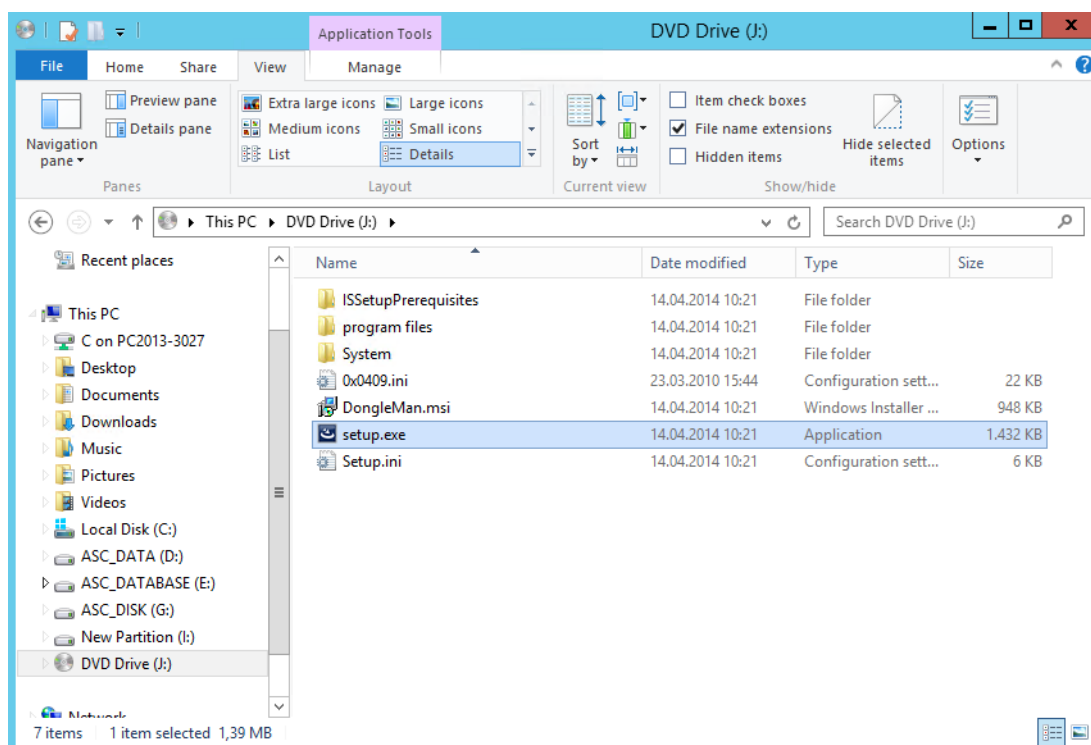 Application Tools
DVD Drive (J:)
File Home Share View Manage
Navigation pane
Preview pane
Details pane
Panes
Extra large icons Large icons
Medium icons Small icons
List Details
Layout
Sort by
Current view
Item check boxes
File name extensions
Hidden items
Hide selected items
Show/hide
Options
This PC DVD Drive (J:)
Search DVD Drive (J:)
Recent places
This PC
C on PC2013-3027
Desktop
Documents
Downloads
Music
Pictures
Videos
Local Disk (C:)
ASC_DATA (D:)
ASC_DATABASE (E:)
ASC_DISK (G:)
New Partition (I:)
DVD Drive (J:)
Network
Name Date modified Type Size
ISSetupPrerequisites 14.04.2014 10:21 File folder
program files 14.04.2014 10:21 File folder
System 14.04.2014 10:21 File folder
0x0409.ini 23.03.2010 15:44 Configuration sett... 22 KB
DongleMan.msi 14.04.2014 10:21 Windows Installer ... 948 KB
setup.exe 14.04.2014 10:21 Application 1.432 KB
Setup.ini 14.04.2014 10:21 Configuration sett... 6 KB
7 items 1 item selected 1,39 MB